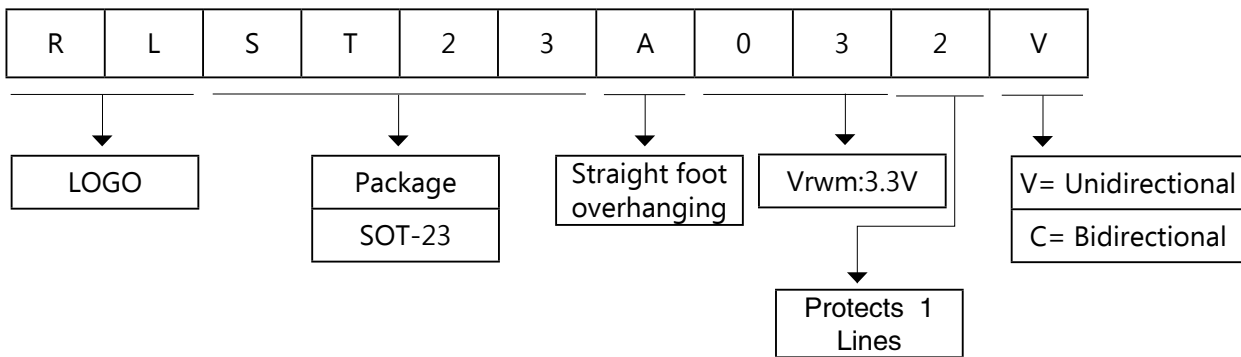 R L S T 2 3 A 0 3 2 V
LOGO
Package
SOT-23
Straight foot
overhanging
Vrwm:3.3V
V= Unidirectional
C= Bidirectional
Protects 1
Lines